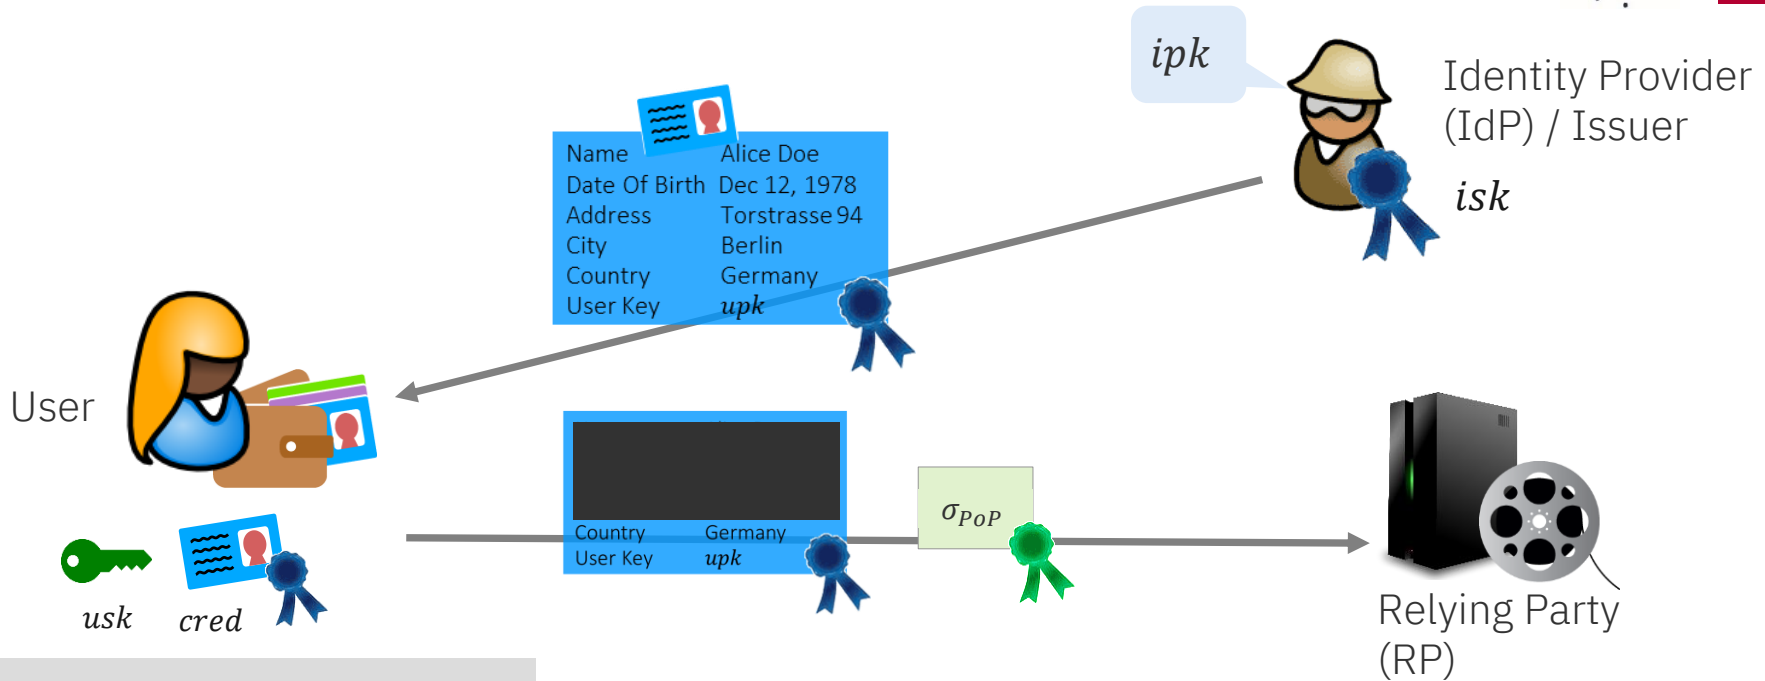 ipk
Identity Provider
(IdP) / Issuer
isk
Name Alice Doe
Date Of Birth Dec 12, 1978
Address Torstrasse 94
City Berlin
Country Germany
User Key upk
User
Country Germany
User Key upk
σPoP
usk cred
Relying Party
(RP)